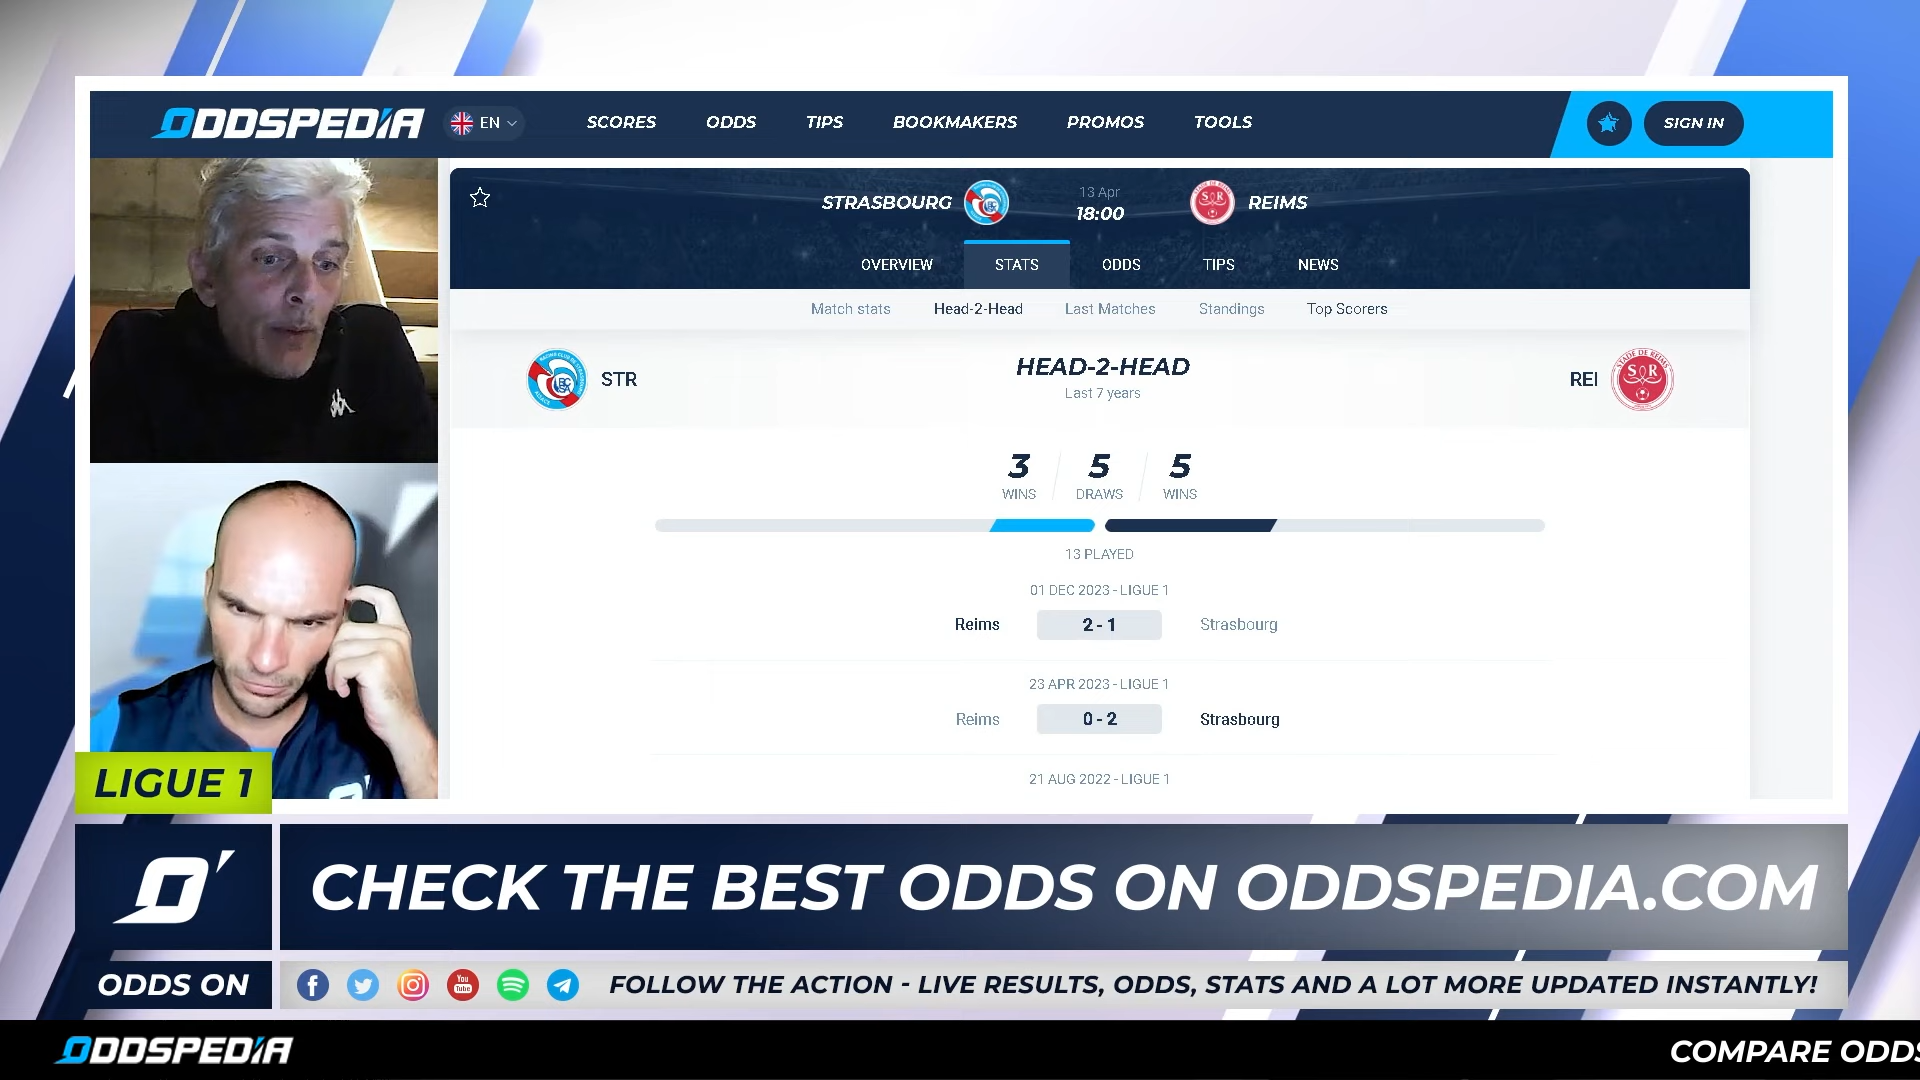 ODDSPEDIA
EN
SCORES ODDS TIPS BOOKMAKERS PROMOS TOOLS
SIGN IN
STRASBOURG 13 Apr 18:00 REIMS
OVERVIEW STATS ODDS TIPS NEWS
Match stats Head-2-Head Last Matches Standings Top Scorers
STR HEAD-2-HEAD REI
Last 7 years
3 5 5
WINS DRAWS WINS
13 PLAYED
01 DEC 2023 - LIGUE 1
Reims 2 - 1 Strasbourg
23 APR 2023 - LIGUE 1
Reims 0 - 2 Strasbourg
21 AUG 2022 - LIGUE 1
LIGUE 1
CHECK THE BEST ODDS ON ODDSPEDIA.COM
ODDS ON
FOLLOW THE ACTION - LIVE RESULTS, ODDS, STATS AND A LOT MORE UPDATED INSTANTLY!
ODDSPEDIA
COMPARE ODDS